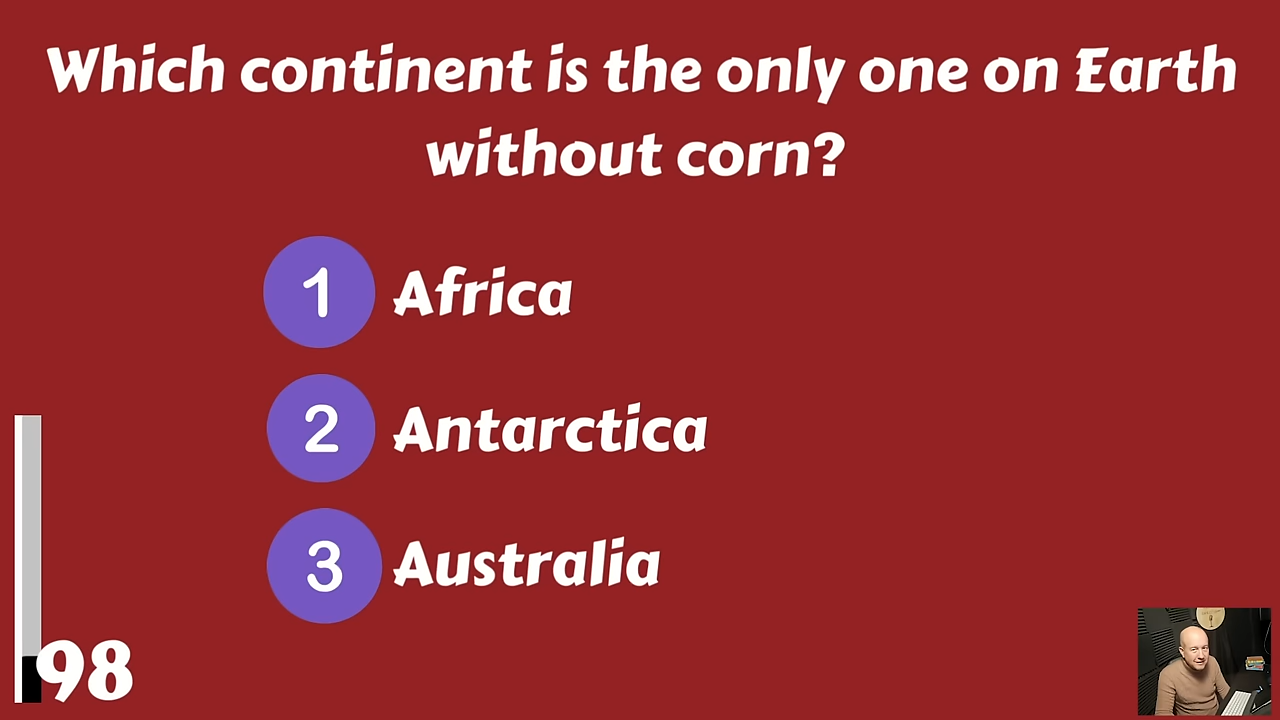 Which continent is the only one on Earth
without corn?
1 Africa
2 Antarctica
3 Australia
98